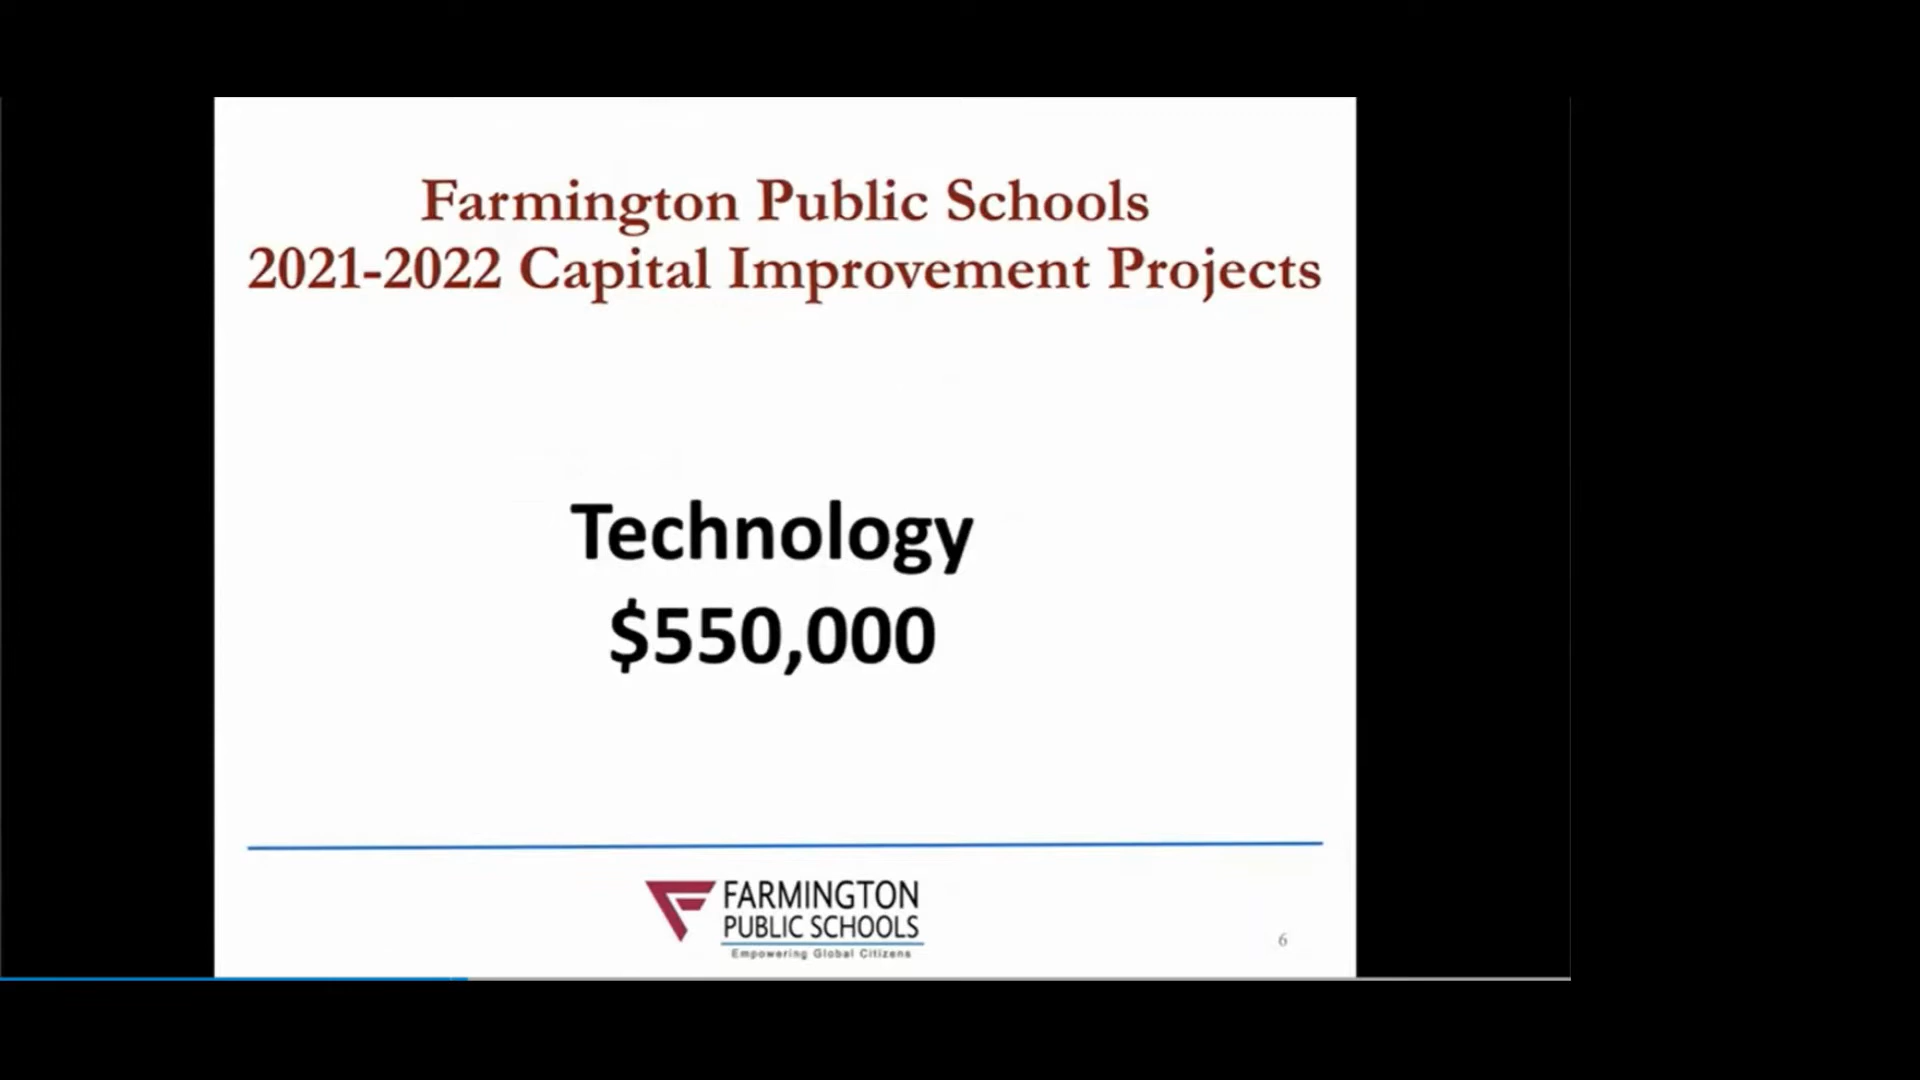 Farmington Public Schools
2021-2022 Capital Improvement Projects
Technology
$550,000
FARMINGTON
PUBLIC SCHOOLS
Empowering Global Citizens
6